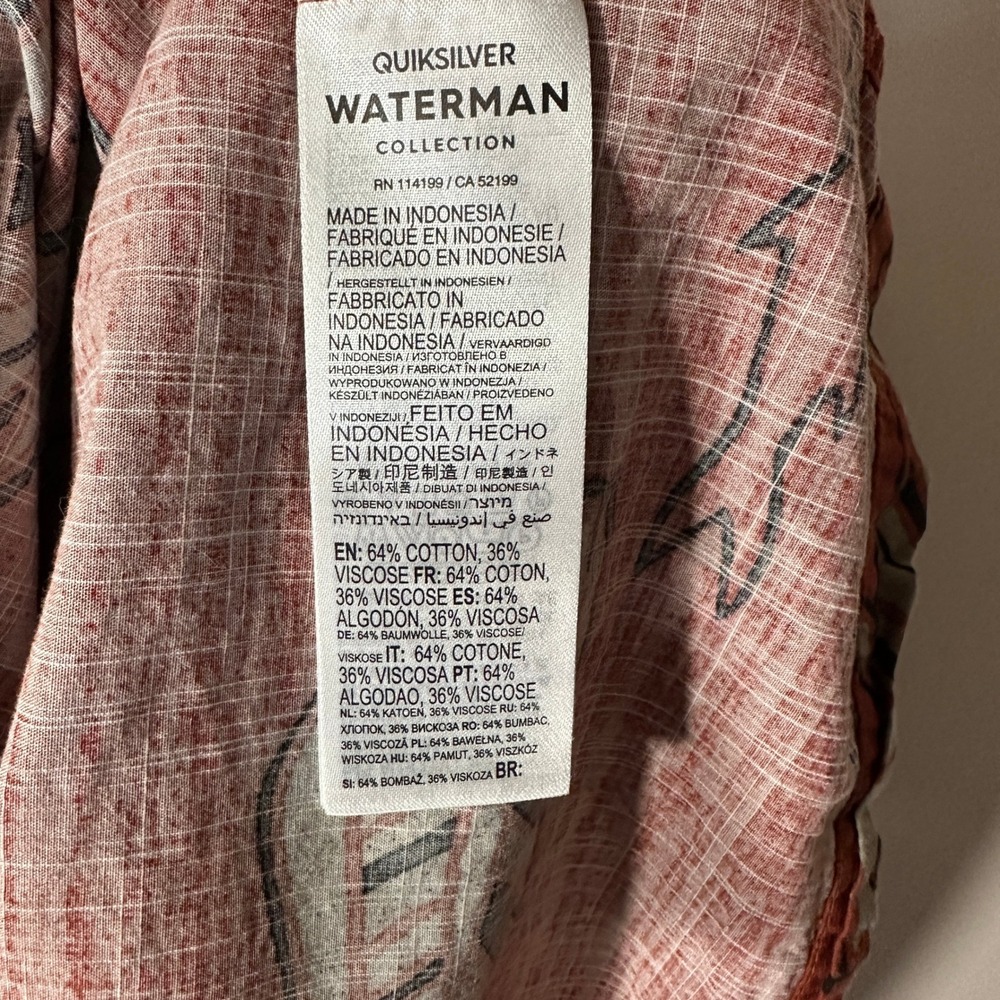 QUIKSILVER
WATERMAN
COLLECTION
RN 114199 / CA 52199
MADE IN INDONESIA /
FABRIQUÉ EN INDONESIE /
FABRICADO EN INDONESIA
/ HERGESTELLT IN INDONESIEN /
FABBRICATO IN
INDONESIA / FABRICADO
NA INDONESIA / VERVAARDIGD
IN INDONESIA / ИЗГОТОВЛЕНО В
ИНДОНЕЗИЯ / FABRICAT ÎN INDONEZIA /
WYPRODUKOWANO W INDONEZJA /
KÉSZÜLT INDONÉZIÁBAN / PROIZVEDENO
V INDONEZIJI / FEITO EM
INDONÉSIA / HECHO
EN INDONESIA / インドネ
シア製 / 印尼制造 / 印尼製造 / 인
도네시아제품 / DIBUAT DI INDONESIA /
VYROBENO V INDONÉSII / מיוצר
באינדונזיה / صنع في إندونيسيا
EN: 64% COTTON, 36%
VISCOSE FR: 64% COTON,
36% VISCOSE ES: 64%
ALGODÓN, 36% VISCOSA
DE: 64% BAUMWOLLE, 36% VISCOSE/
VISKOSE IT: 64% COTONE,
36% VISCOSA PT: 64%
ALGODAO, 36% VISCOSE
NL: 64% KATOEN, 36% VISCOSE RU: 64%
ХЛОПОК, 36% ВИСКОЗА RO: 64% BUMBAC,
36% VISCOZĂ PL: 64% BAWEŁNA, 36%
WISKOZA HU: 64% PAMUT, 36% VISZKÓZ
SI: 64% BOMBAŽ, 36% VISKOZA BR: